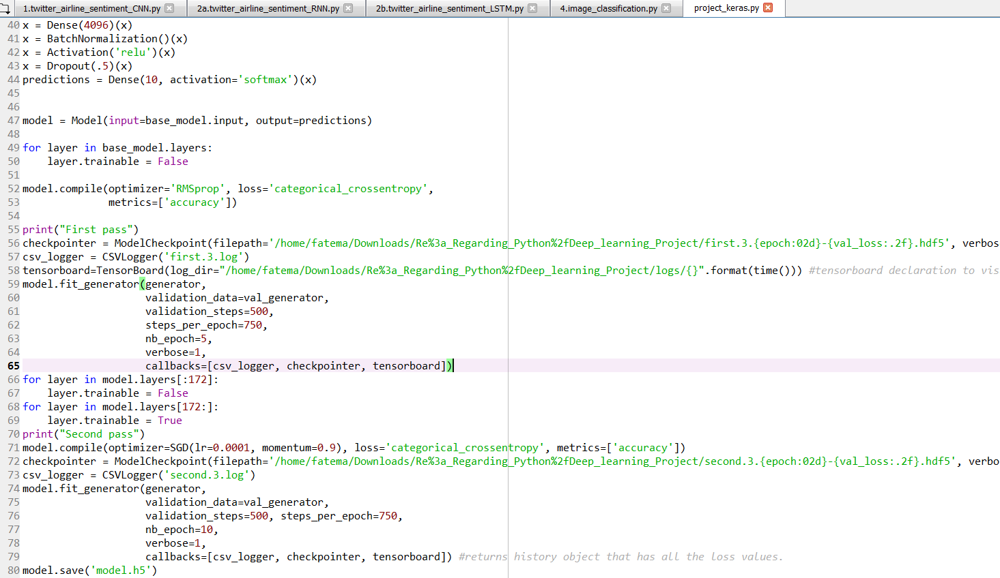 1.twitter_airline_sentiment_CNN.py 2a.twitter_airline_sentiment_RNN.py 2b.twitter_airline_sentiment_LSTM.py 4.image_classification.py project_keras.py
40 x = Dense(4096)(x)
41 x = BatchNormalization()(x)
42 x = Activation('relu')(x)
43 x = Dropout(.5)(x)
44 predictions = Dense(10, activation='softmax')(x)
45
46
47 model = Model(input=base_model.input, output=predictions)
48
49 for layer in base_model.layers:
50     layer.trainable = False
51
52 model.compile(optimizer='RMSprop', loss='categorical_crossentropy',
53               metrics=['accuracy'])
54
55 print("First pass")
56 checkpointer = ModelCheckpoint(filepath='/home/fatema/Downloads/Re%3a_Regarding_Python%2fDeep_learning_Project/first.3.{epoch:02d}-{val_loss:.2f}.hdf5', verbos
57 csv_logger = CSVLogger('first.3.log')
58 tensorboard=TensorBoard(log_dir="/home/fatema/Downloads/Re%3a_Regarding_Python%2fDeep_learning_Project/logs/{}".format(time())) #tensorboard declaration to vis
59 model.fit_generator(generator,
60                     validation_data=val_generator,
61                     validation_steps=500,
62                     steps_per_epoch=750,
63                     nb_epoch=5,
64                     verbose=1,
65                     callbacks=[csv_logger, checkpointer, tensorboard])
66 for layer in model.layers[:172]:
67     layer.trainable = False
68 for layer in model.layers[172:]:
69     layer.trainable = True
70 print("Second pass")
71 model.compile(optimizer=SGD(lr=0.0001, momentum=0.9), loss='categorical_crossentropy', metrics=['accuracy'])
72 checkpointer = ModelCheckpoint(filepath='/home/fatema/Downloads/Re%3a_Regarding_Python%2fDeep_learning_Project/second.3.{epoch:02d}-{val_loss:.2f}.hdf5', verbo
73 csv_logger = CSVLogger('second.3.log')
74 model.fit_generator(generator,
75                     validation_data=val_generator,
76                     validation_steps=500, steps_per_epoch=750,
77                     nb_epoch=10,
78                     verbose=1,
79                     callbacks=[csv_logger, checkpointer, tensorboard]) #returns history object that has all the loss values.
80 model.save('model.h5')